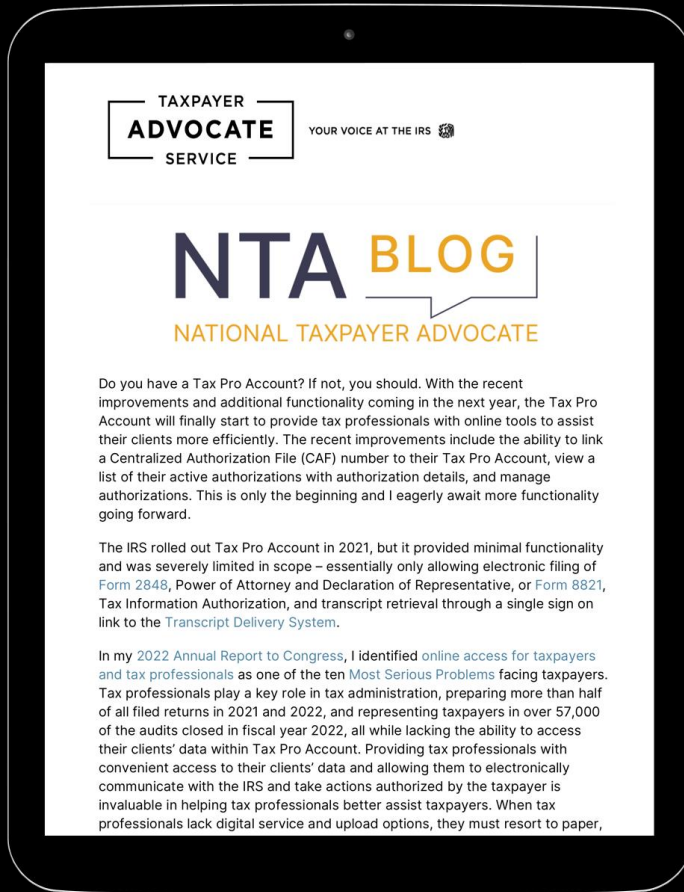 TAXPAYER
ADVOCATE
SERVICE
YOUR VOICE AT THE IRS
NTA BLOG
NATIONAL TAXPAYER ADVOCATE
Do you have a Tax Pro Account? If not, you should. With the recent
improvements and additional functionality coming in the next year, the Tax Pro
Account will finally start to provide tax professionals with online tools to assist
their clients more efficiently. The recent improvements include the ability to link
a Centralized Authorization File (CAF) number to their Tax Pro Account, view a
list of their active authorizations with authorization details, and manage
authorizations. This is only the beginning and I eagerly await more functionality
going forward.
The IRS rolled out Tax Pro Account in 2021, but it provided minimal functionality
and was severely limited in scope – essentially only allowing electronic filing of
Form 2848, Power of Attorney and Declaration of Representative, or Form 8821,
Tax Information Authorization, and transcript retrieval through a single sign on
link to the Transcript Delivery System.
In my 2022 Annual Report to Congress, I identified online access for taxpayers
and tax professionals as one of the ten Most Serious Problems facing taxpayers.
Tax professionals play a key role in tax administration, preparing more than half
of all filed returns in 2021 and 2022, and representing taxpayers in over 57,000
of the audits closed in fiscal year 2022, all while lacking the ability to access
their clients’ data within Tax Pro Account. Providing tax professionals with
convenient access to their clients’ data and allowing them to electronically
communicate with the IRS and take actions authorized by the taxpayer is
invaluable in helping tax professionals better assist taxpayers. When tax
professionals lack digital service and upload options, they must resort to paper,